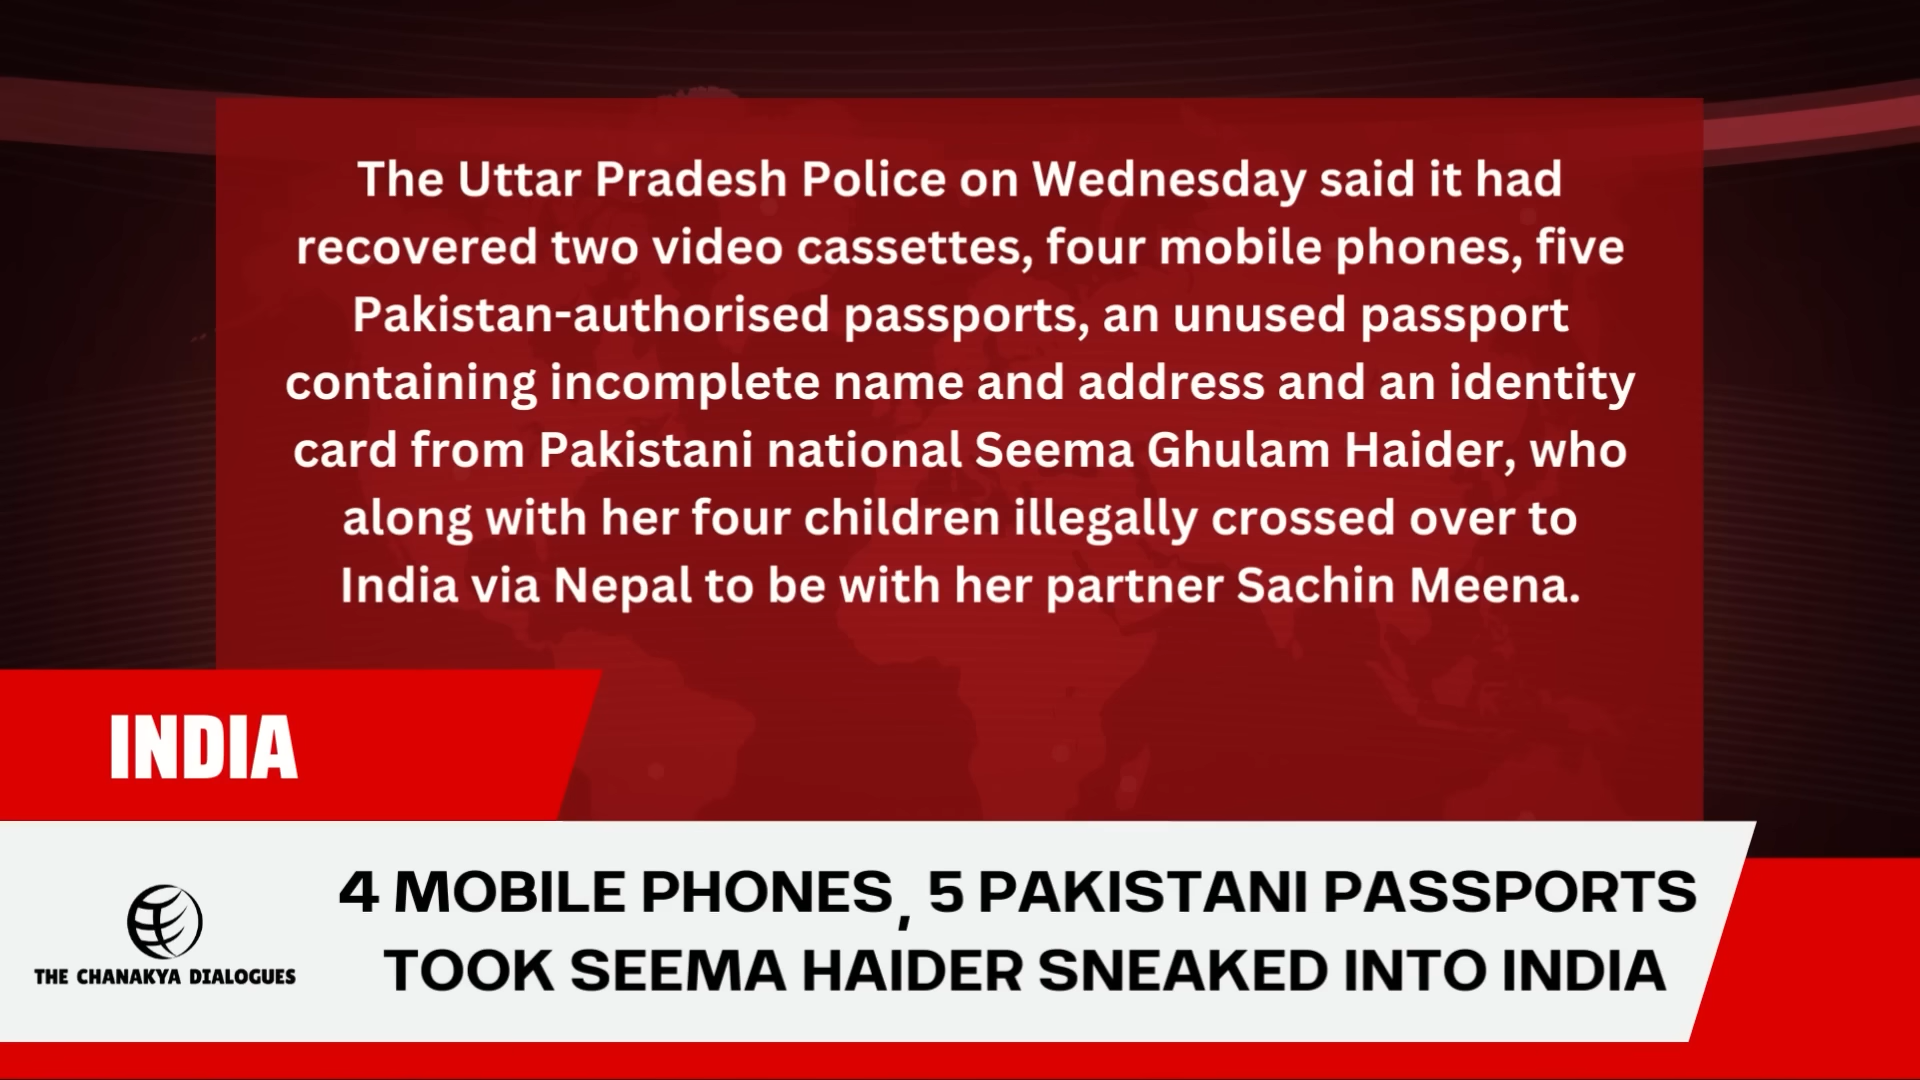 The Uttar Pradesh Police on Wednesday said it had
recovered two video cassettes, four mobile phones, five
Pakistan-authorised passports, an unused passport
containing incomplete name and address and an identity
card from Pakistani national Seema Ghulam Haider, who
along with her four children illegally crossed over to
India via Nepal to be with her partner Sachin Meena.
INDIA
4 MOBILE PHONES, 5 PAKISTANI PASSPORTS
TOOK SEEMA HAIDER SNEAKED INTO INDIA
THE CHANAKYA DIALOGUES